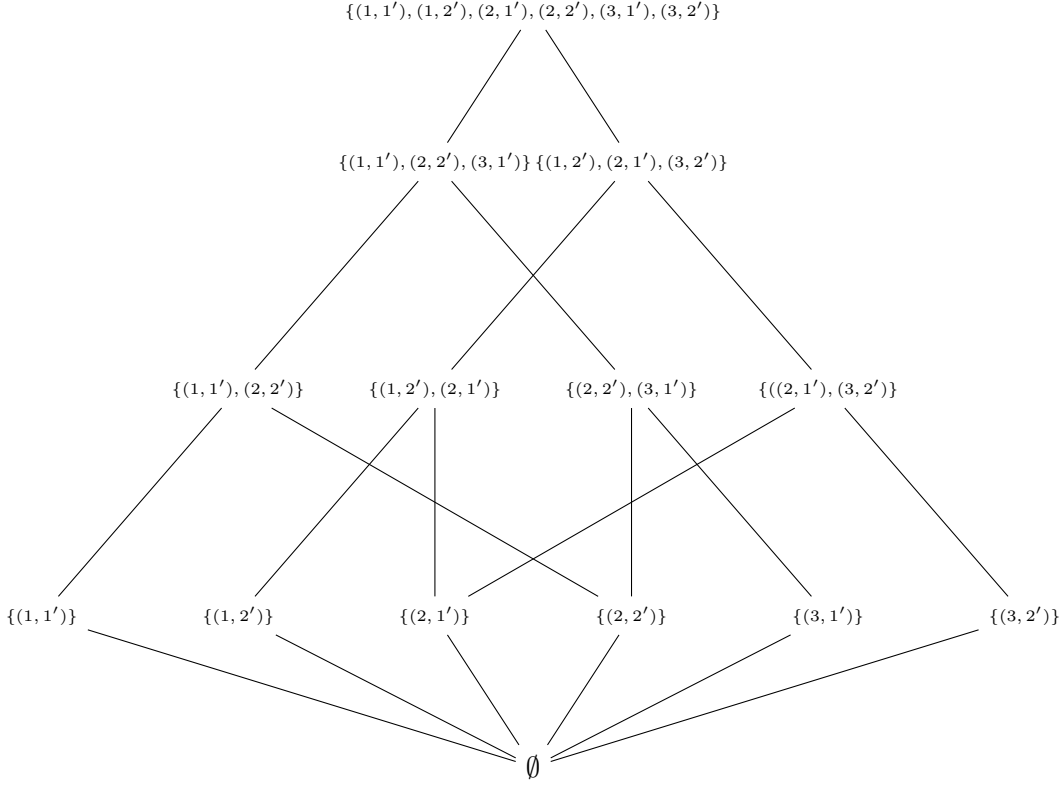 {(1, 1′), (1, 2′), (2, 1′), (2, 2′), (3, 1′), (3, 2′)}
{(1, 1′), (2, 2′), (3, 1′)} {(1, 2′), (2, 1′), (3, 2′)}
{(1, 1′), (2, 2′)} {(1, 2′), (2, 1′)} {(2, 2′), (3, 1′)} {((2, 1′), (3, 2′)}
{(1, 1′)} {(1, 2′)} {(2, 1′)} {(2, 2′)} {(3, 1′)} {(3, 2′)}
∅